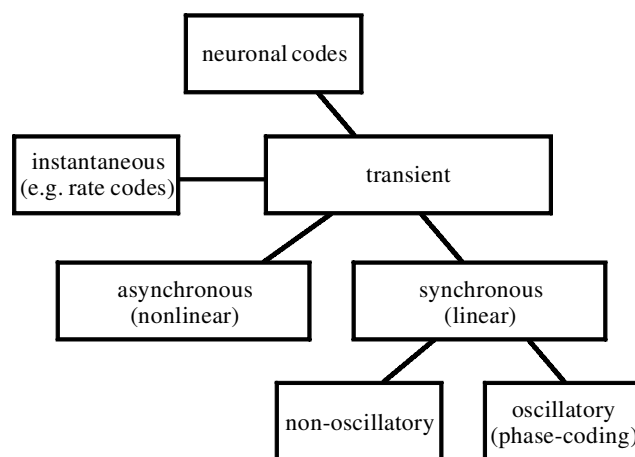 neuronal codes
instantaneous
(e.g. rate codes)
transient
asynchronous
(nonlinear)
synchronous
(linear)
non-oscillatory
oscillatory
(phase-coding)